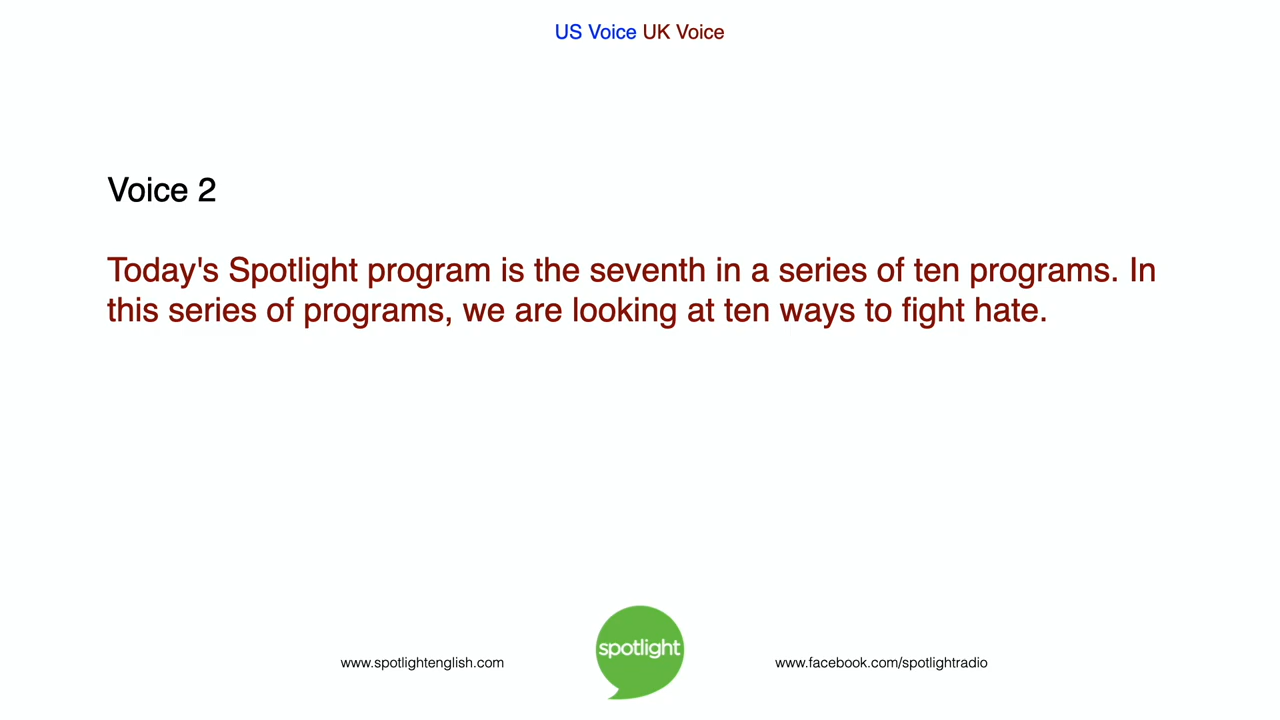 US Voice UK Voice
Voice 2
Today's Spotlight program is the seventh in a series of ten programs. In
this series of programs, we are looking at ten ways to fight hate.
www.spotlightenglish.com
spotlight
www.facebook.com/spotlightradio